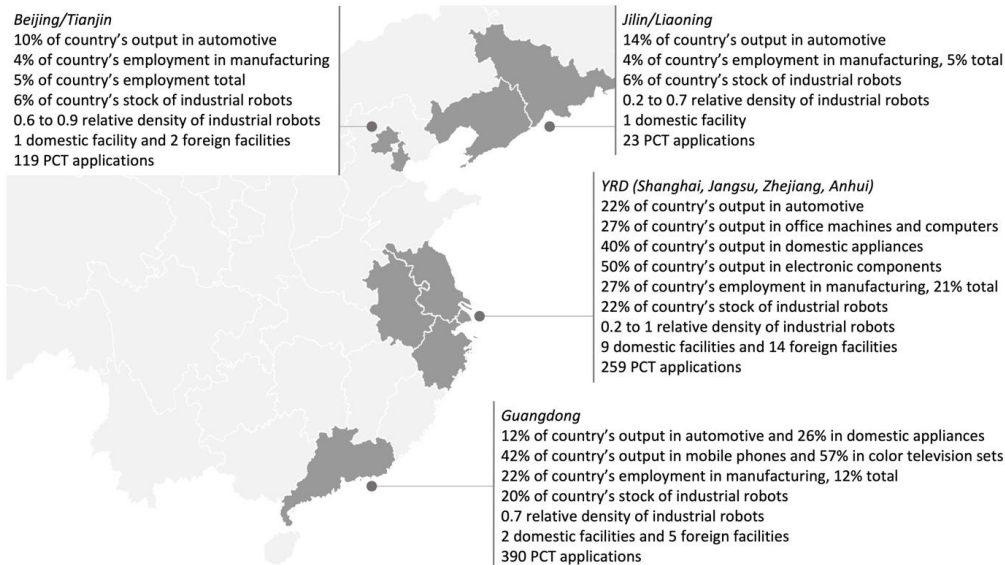 Beijing/Tianjin
10% of country's output in automotive
4% of country's employment in manufacturing
5% of country's employment total
6% of country's stock of industrial robots
0.6 to 0.9 relative density of industrial robots
1 domestic facility and 2 foreign facilities
119 PCT applications
Jilin/Liaoning
14% of country's output in automotive
4% of country's employment in manufacturing, 5% total
6% of country's stock of industrial robots
0.2 to 0.7 relative density of industrial robots
1 domestic facility
23 PCT applications
YRD (Shanghai, Jangsu, Zhejiang, Anhui)
22% of country's output in automotive
27% of country's output in office machines and computers
40% of country's output in domestic appliances
50% of country's output in electronic components
27% of country's employment in manufacturing, 21% total
22% of country's stock of industrial robots
0.2 to 1 relative density of industrial robots
9 domestic facilities and 14 foreign facilities
259 PCT applications
Guangdong
12% of country's output in automotive and 26% in domestic appliances
42% of country's output in mobile phones and 57% in color television sets
22% of country's employment in manufacturing, 12% total
20% of country's stock of industrial robots
0.7 relative density of industrial robots
2 domestic facilities and 5 foreign facilities
390 PCT applications